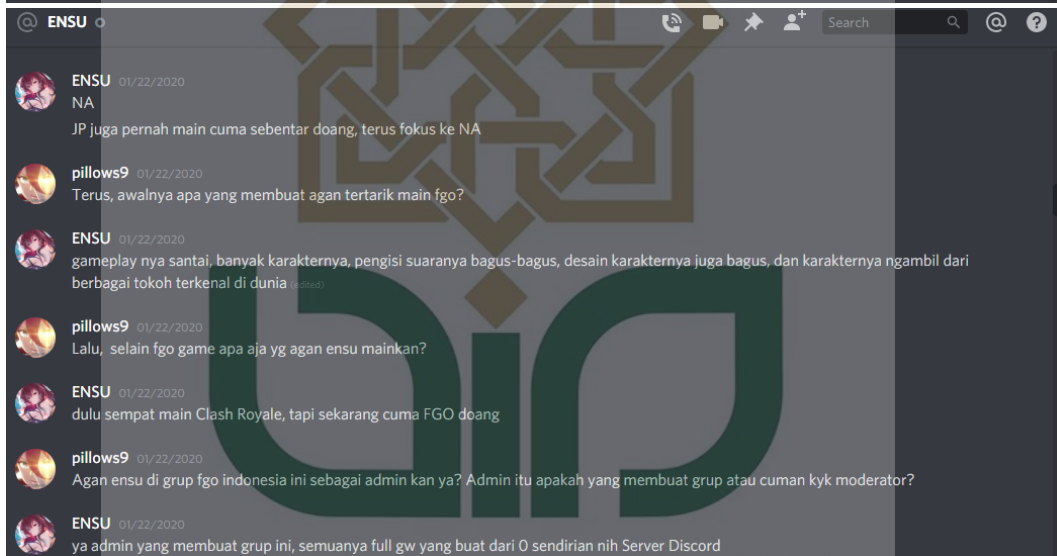 @ ENSU
Search
ENSU 01/22/2020
NA
JP juga pernah main cuma sebentar doang, terus fokus ke NA
pillows9 01/22/2020
Terus, awalnya apa yang membuat agan tertarik main fgo?
ENSU 01/22/2020
gameplay nya santai, banyak karakternya, pengisi suaranya bagus-bagus, desain karakternya juga bagus, dan karakternya ngambil dari
berbagai tokoh terkenal di dunia (edited)
pillows9 01/22/2020
Lalu, selain fgo game apa aja yg agan ensu mainkan?
ENSU 01/22/2020
dulu sempat main Clash Royale, tapi sekarang cuma FGO doang
pillows9 01/22/2020
Agan ensu di grup fgo indonesia ini sebagai admin kan ya? Admin itu apakah yang membuat grup atau cuman kyk moderator?
ENSU 01/22/2020
ya admin yang membuat grup ini, semuanya full gw yang buat dari 0 sendirian nih Server Discord